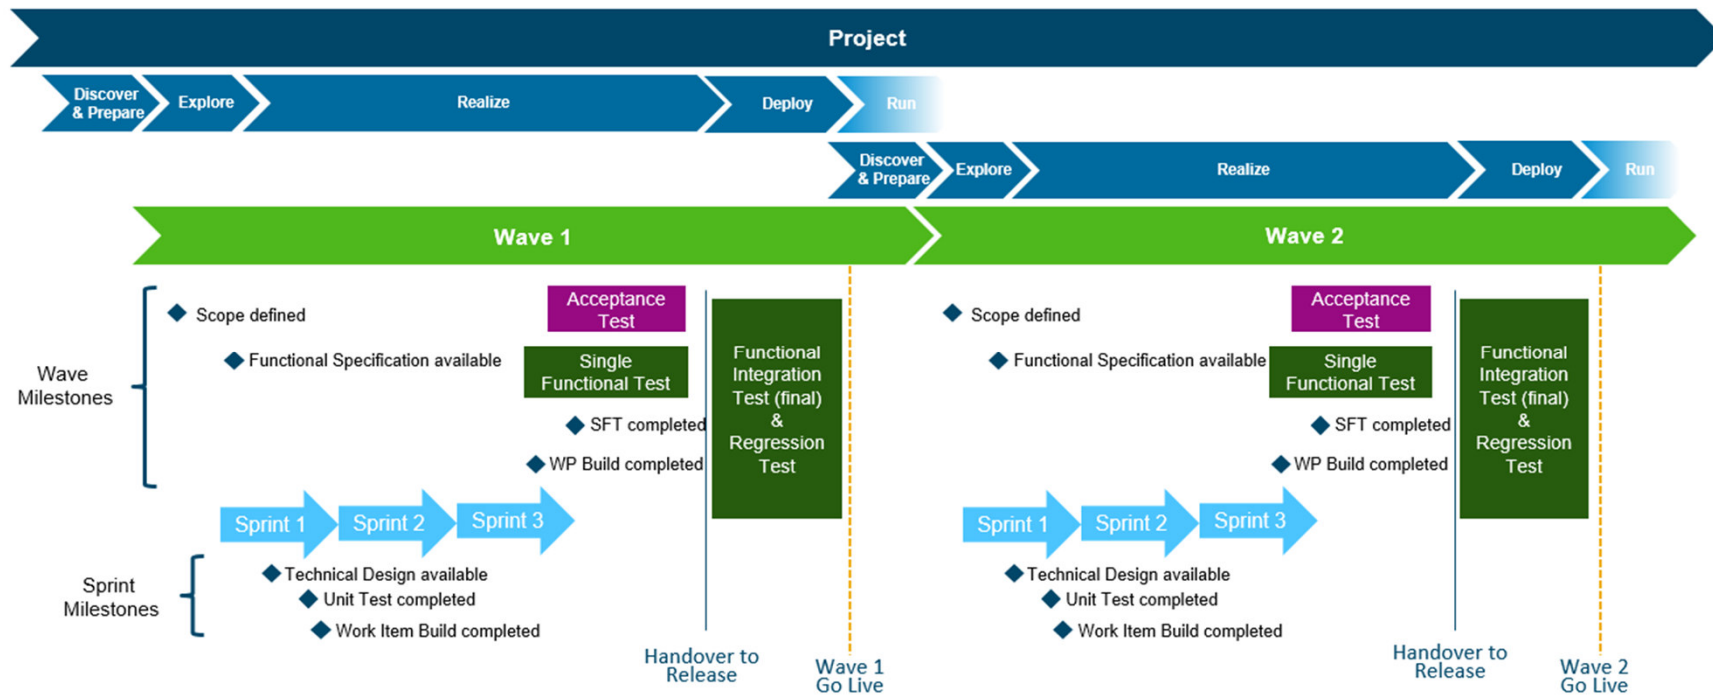 Project
Discover
& Prepare
Explore
Realize
Deploy
Run
Discover
& Prepare
Explore
Realize
Deploy
Run
Wave 1
Wave 2
Wave
Milestones
Scope defined
Functional Specification available
Acceptance
Test
Single
Functional Test
SFT completed
WP Build completed
Functional
Integration
Test (final)
&
Regression
Test
Sprint 1
Sprint 2
Sprint 3
Sprint
Milestones
Technical Design available
Unit Test completed
Work Item Build completed
Handover to
Release
Wave 1
Go Live
Scope defined
Functional Specification available
Acceptance
Test
Single
Functional Test
SFT completed
WP Build completed
Functional
Integration
Test (final)
&
Regression
Test
Sprint 1
Sprint 2
Sprint 3
Technical Design available
Unit Test completed
Work Item Build completed
Handover to
Release
Wave 2
Go Live